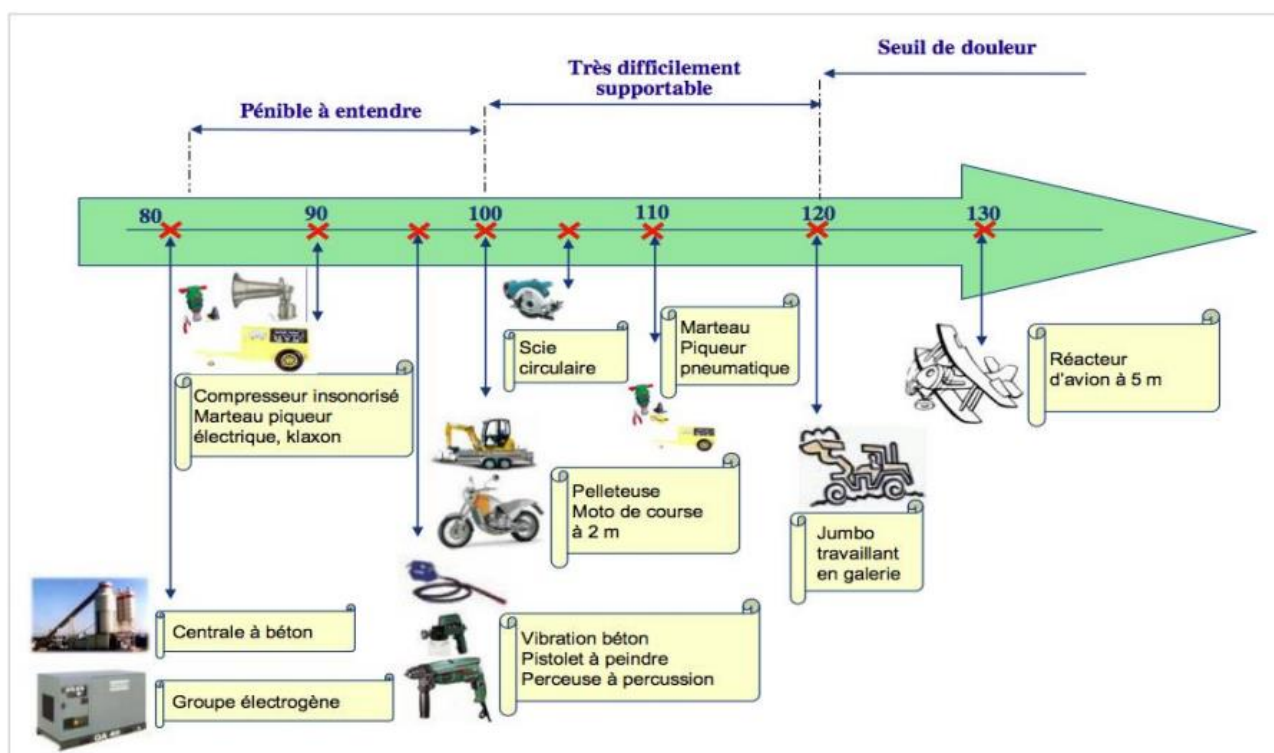 Seuil de douleur
Très difficilement
supportable
Pénible à entendre
80
90
100
110
120
130
Compresseur insonorisé
Marteau piqueur
électrique, klaxon
Scie
circulaire
Marteau
Piqueur
pneumatique
Réacteur
d'avion à 5 m
Pelleteuse
Moto de course
à 2 m
Jumbo
travaillant
en galerie
Centrale à béton
Vibration béton
Pistolet à peindre
Perceuse à percussion
Groupe électrogène